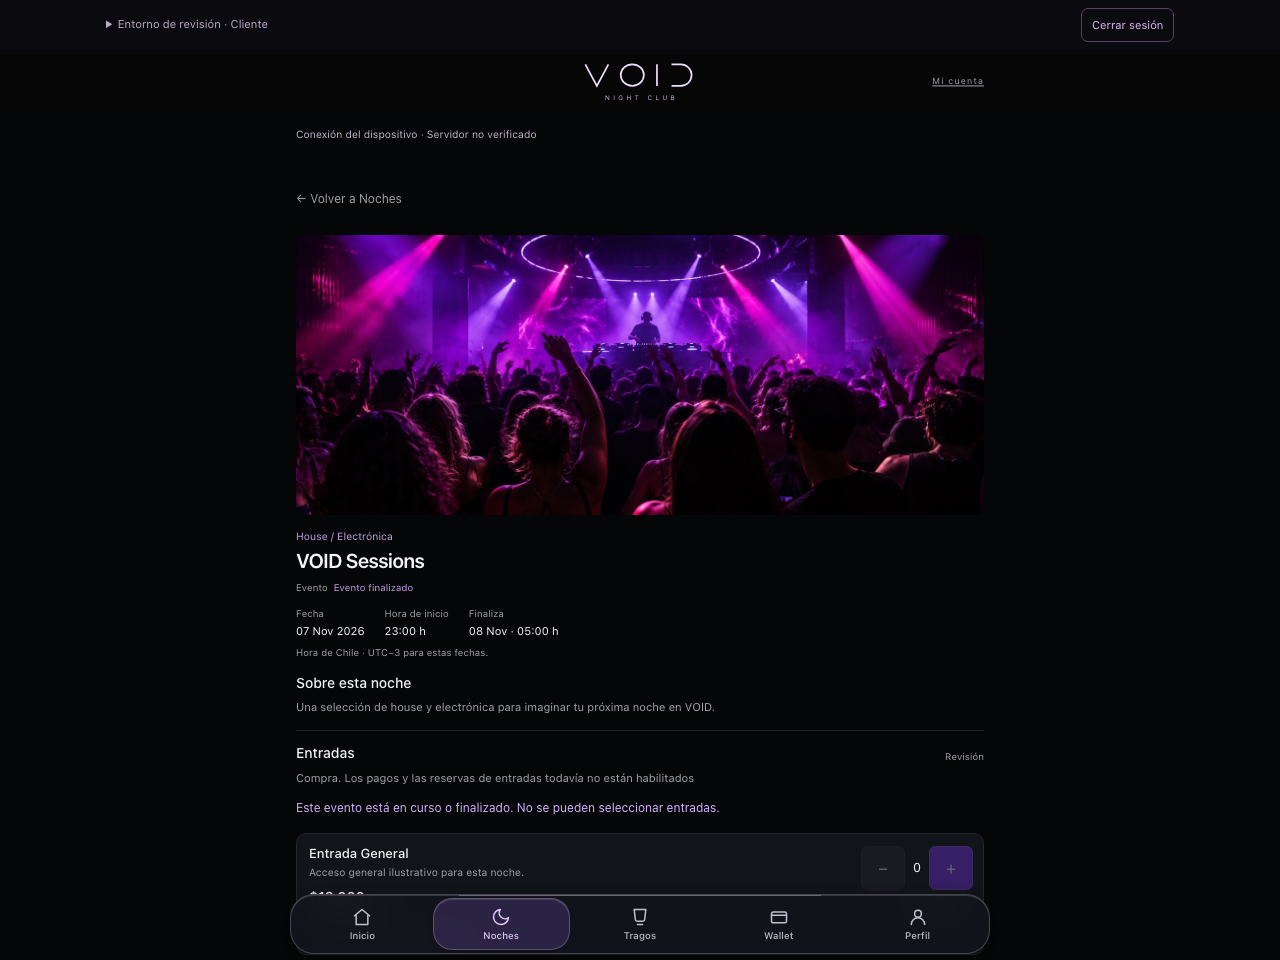 ▶ Entorno de revisión · Cliente
Cerrar sesión
VOID
NIGHT CLUB
Mi cuenta
Conexión del dispositivo · Servidor no verificado
← Volver a Noches
House / Electrónica
VOID Sessions
Evento Evento finalizado
Fecha Hora de inicio Finaliza
07 Nov 2026 23:00 h 08 Nov · 05:00 h
Hora de Chile · UTC−3 para estas fechas.
Sobre esta noche
Una selección de house y electrónica para imaginar tu próxima noche en VOID.
Entradas
Revisión
Compra. Los pagos y las reservas de entradas todavía no están habilitados
Este evento está en curso o finalizado. No se pueden seleccionar entradas.
Entrada General
Acceso general ilustrativo para esta noche.
− 0 +
Inicio Noches Tragos Wallet Perfil